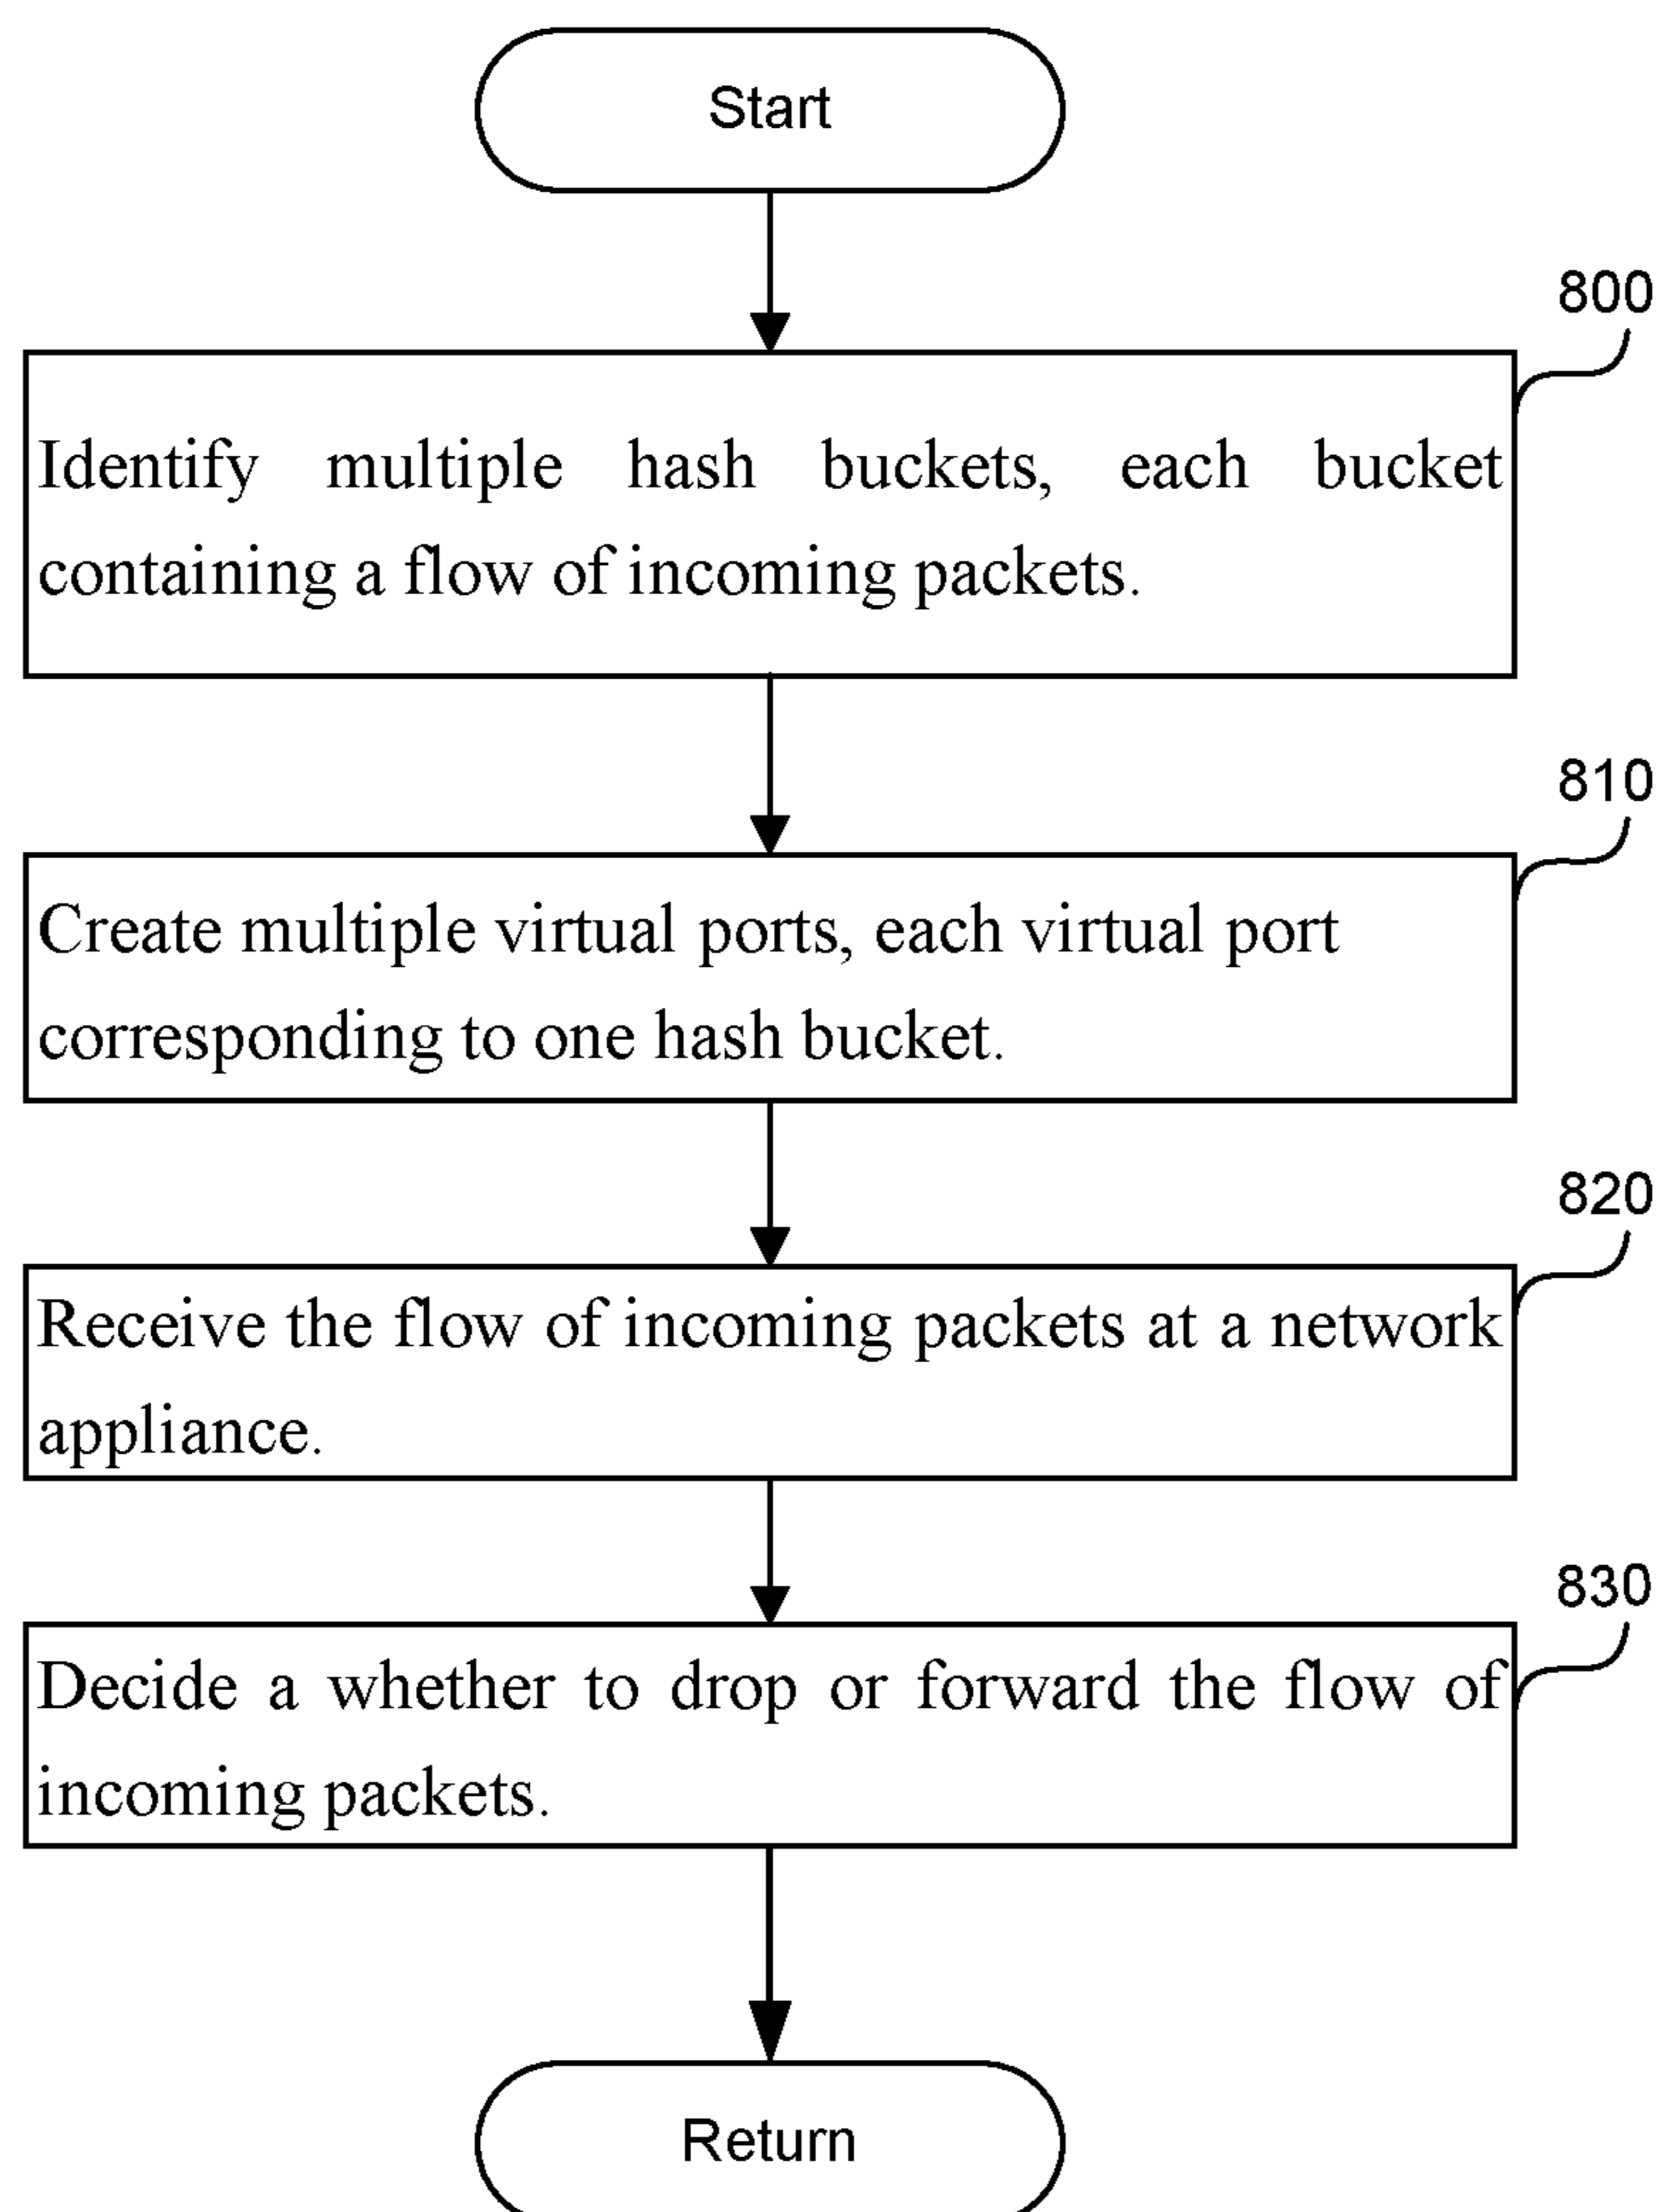 Start
800
Identify multiple hash buckets, each bucket
containing a flow of incoming packets.
810
Create multiple virtual ports, each virtual port
corresponding to one hash bucket.
820
Receive the flow of incoming packets at a network
appliance.
830
Decide a whether to drop or forward the flow of
incoming packets.
Return